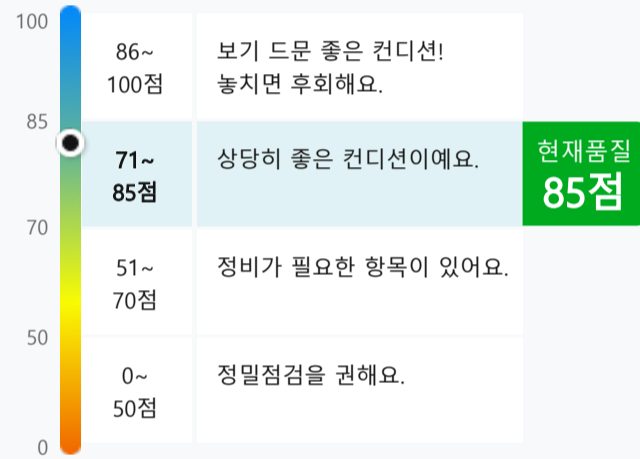 100
86~
100점
보기 드문 좋은 컨디션!
놓치면 후회해요.
85
71~
85점
상당히 좋은 컨디션이예요.
현재품질
85점
70
51~
70점
정비가 필요한 항목이 있어요.
50
0~
50점
정밀점검을 권해요.
0